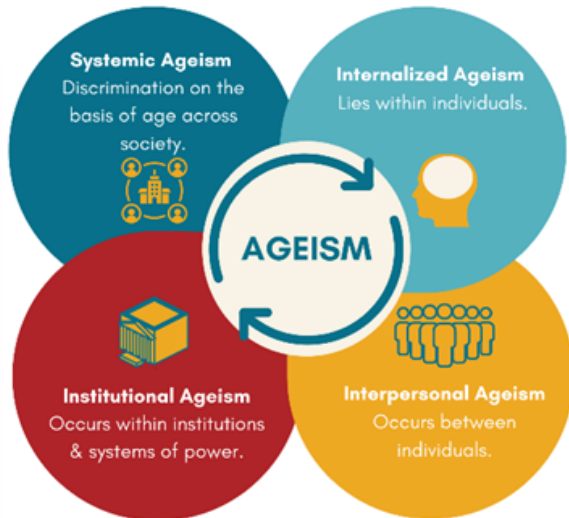 Systemic Ageism
Discrimination on the
basis of age across
society.
Internalized Ageism
Lies within individuals.
AGEISM
Institutional Ageism
Occurs within institutions
& systems of power.
Interpersonal Ageism
Occurs between
individuals.